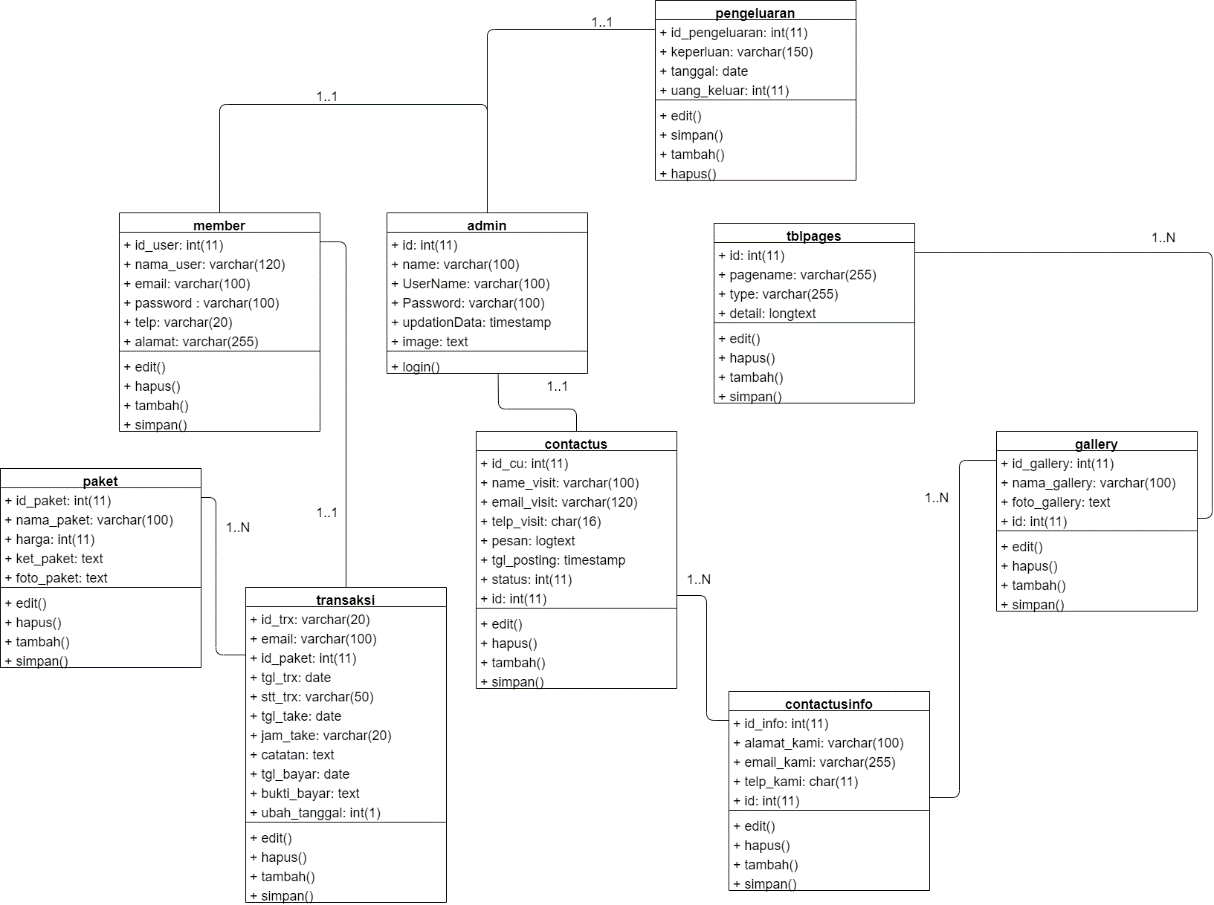 pengeluaran
+ id_pengeluaran: int(11)
+ keperluan: varchar(150)
+ tanggal: date
+ uang_keluar: int(11)
+ edit()
+ simpan()
+ tambah()
+ hapus()
1..1
1..1
member
+ id_user: int(11)
+ nama_user: varchar(120)
+ email: varchar(100)
+ password : varchar(100)
+ telp: varchar(20)
+ alamat: varchar(255)
+ edit()
+ hapus()
+ tambah()
+ simpan()
admin
+ id: int(11)
+ name: varchar(100)
+ UserName: varchar(100)
+ Password: varchar(100)
+ updationData: timestamp
+ image: text
+ login()
1..1
tblpages
+ id: int(11)
+ pagename: varchar(255)
+ type: varchar(255)
+ detail: longtext
+ edit()
+ hapus()
+ tambah()
+ simpan()
1..N
paket
+ id_paket: int(11)
+ nama_paket: varchar(100)
+ harga: int(11)
+ ket_paket: text
+ foto_paket: text
+ edit()
+ hapus()
+ tambah()
+ simpan()
1..N
1..1
transaksi
+ id_trx: varchar(20)
+ email: varchar(100)
+ id_paket: int(11)
+ tgl_trx: date
+ stt_trx: varchar(50)
+ tgl_take: date
+ jam_take: varchar(20)
+ catatan: text
+ tgl_bayar: date
+ bukti_bayar: text
+ ubah_tanggal: int(1)
+ edit()
+ hapus()
+ tambah()
+ simpan()
contactus
+ id_cu: int(11)
+ name_visit: varchar(100)
+ email_visit: varchar(120)
+ telp_visit: char(16)
+ pesan: logtext
+ tgl_posting: timestamp
+ status: int(11)
+ id: int(11)
+ edit()
+ hapus()
+ tambah()
+ simpan()
1..N
gallery
+ id_gallery: int(11)
+ nama_gallery: varchar(100)
+ foto_gallery: text
+ id: int(11)
+ edit()
+ hapus()
+ tambah()
+ simpan()
1..N
contactusinfo
+ id_info: int(11)
+ alamat_kami: varchar(100)
+ email_kami: varchar(255)
+ telp_kami: char(11)
+ id: int(11)
+ edit()
+ hapus()
+ tambah()
+ simpan()